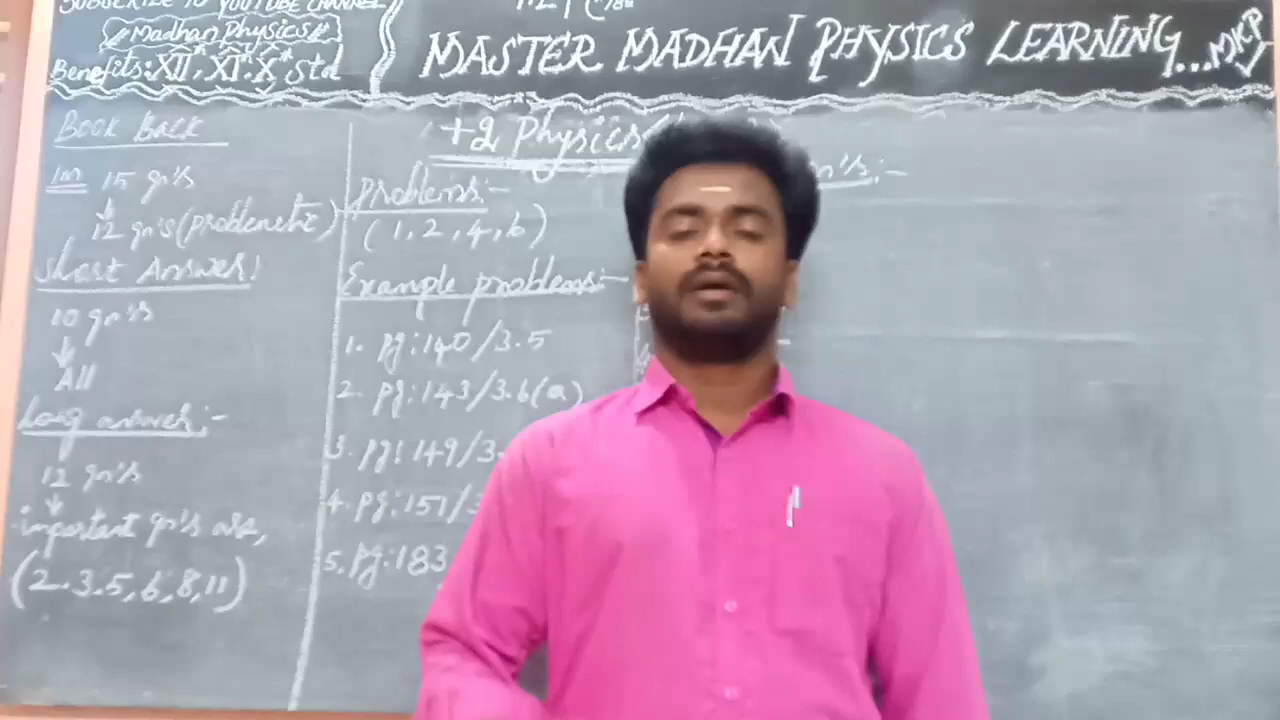 SUBSCRIBE TO YOUTUBE CHANNEL
"Madhan Physics"
Benefits: XII*, XI*, X* Std
MASTER MADHAN PHYSICS LEARNING...MKP
Book Back
1m 15 qn's
↓
12 qn's (problemetic)
Short Answer!
10 qn's
↓
All
Long answer:-
12 qn's
↓
important qn's are,
(2.3.5,6,8,11)
+2 Physics
Problems:-
(1,2,4,6)
Example problems:-
1. pg:140/3.5
2. pg:143/3.6(a)
3. pg:149/3.
4. pg:151/3
5. pg:183
qn's:-